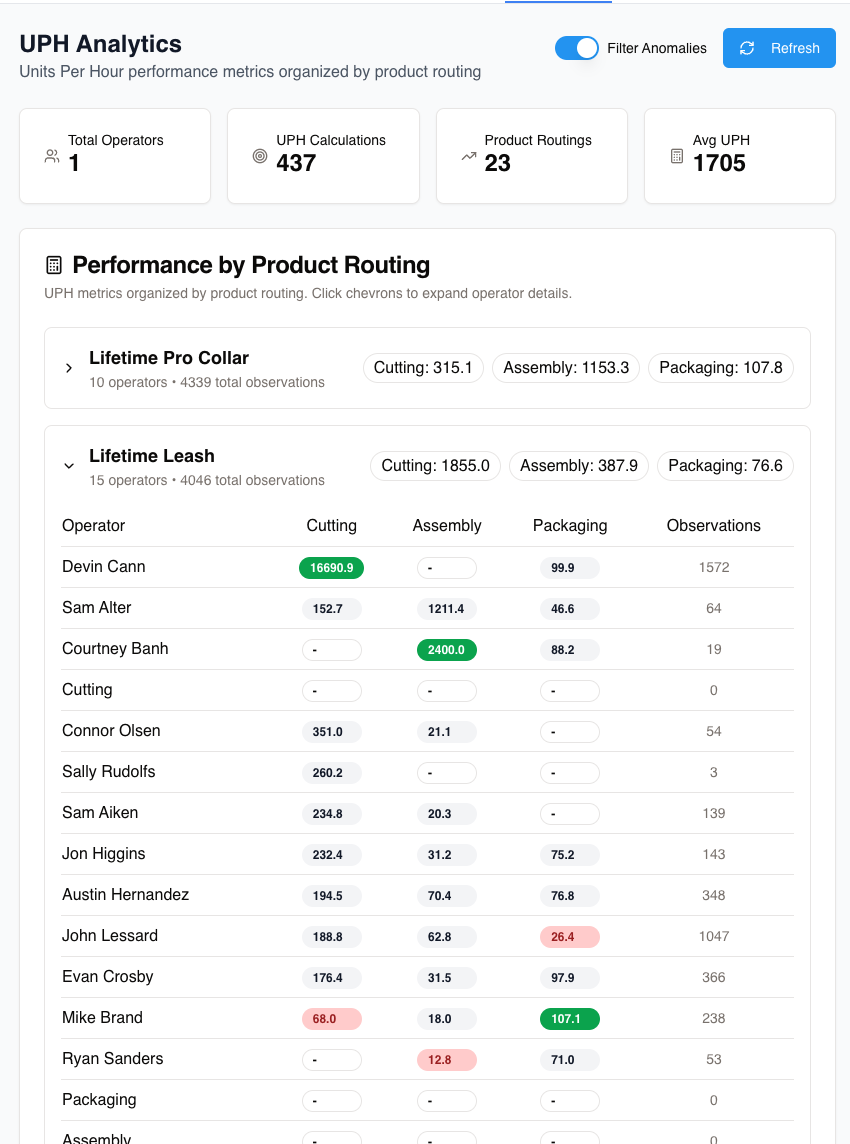 UPH Analytics
Units Per Hour performance metrics organized by product routing
Filter Anomalies
Refresh
Total Operators
1
UPH Calculations
437
Product Routings
23
Avg UPH
1705
Performance by Product Routing
UPH metrics organized by product routing. Click chevrons to expand operator details.
Lifetime Pro Collar
10 operators • 4339 total observations
Cutting: 315.1 Assembly: 1153.3 Packaging: 107.8
Lifetime Leash
15 operators • 4046 total observations
Cutting: 1855.0 Assembly: 387.9 Packaging: 76.6
Operator Cutting Assembly Packaging Observations
Devin Cann 16690.9 - 99.9 1572
Sam Alter 152.7 1211.4 46.6 64
Courtney Banh - 2400.0 88.2 19
Cutting - - - 0
Connor Olsen 351.0 21.1 - 54
Sally Rudolfs 260.2 - - 3
Sam Aiken 234.8 20.3 - 139
Jon Higgins 232.4 31.2 75.2 143
Austin Hernandez 194.5 70.4 76.8 348
John Lessard 188.8 62.8 26.4 1047
Evan Crosby 176.4 31.5 97.9 366
Mike Brand 68.0 18.0 107.1 238
Ryan Sanders - 12.8 71.0 53
Packaging - - - 0
Assembly - - - 0